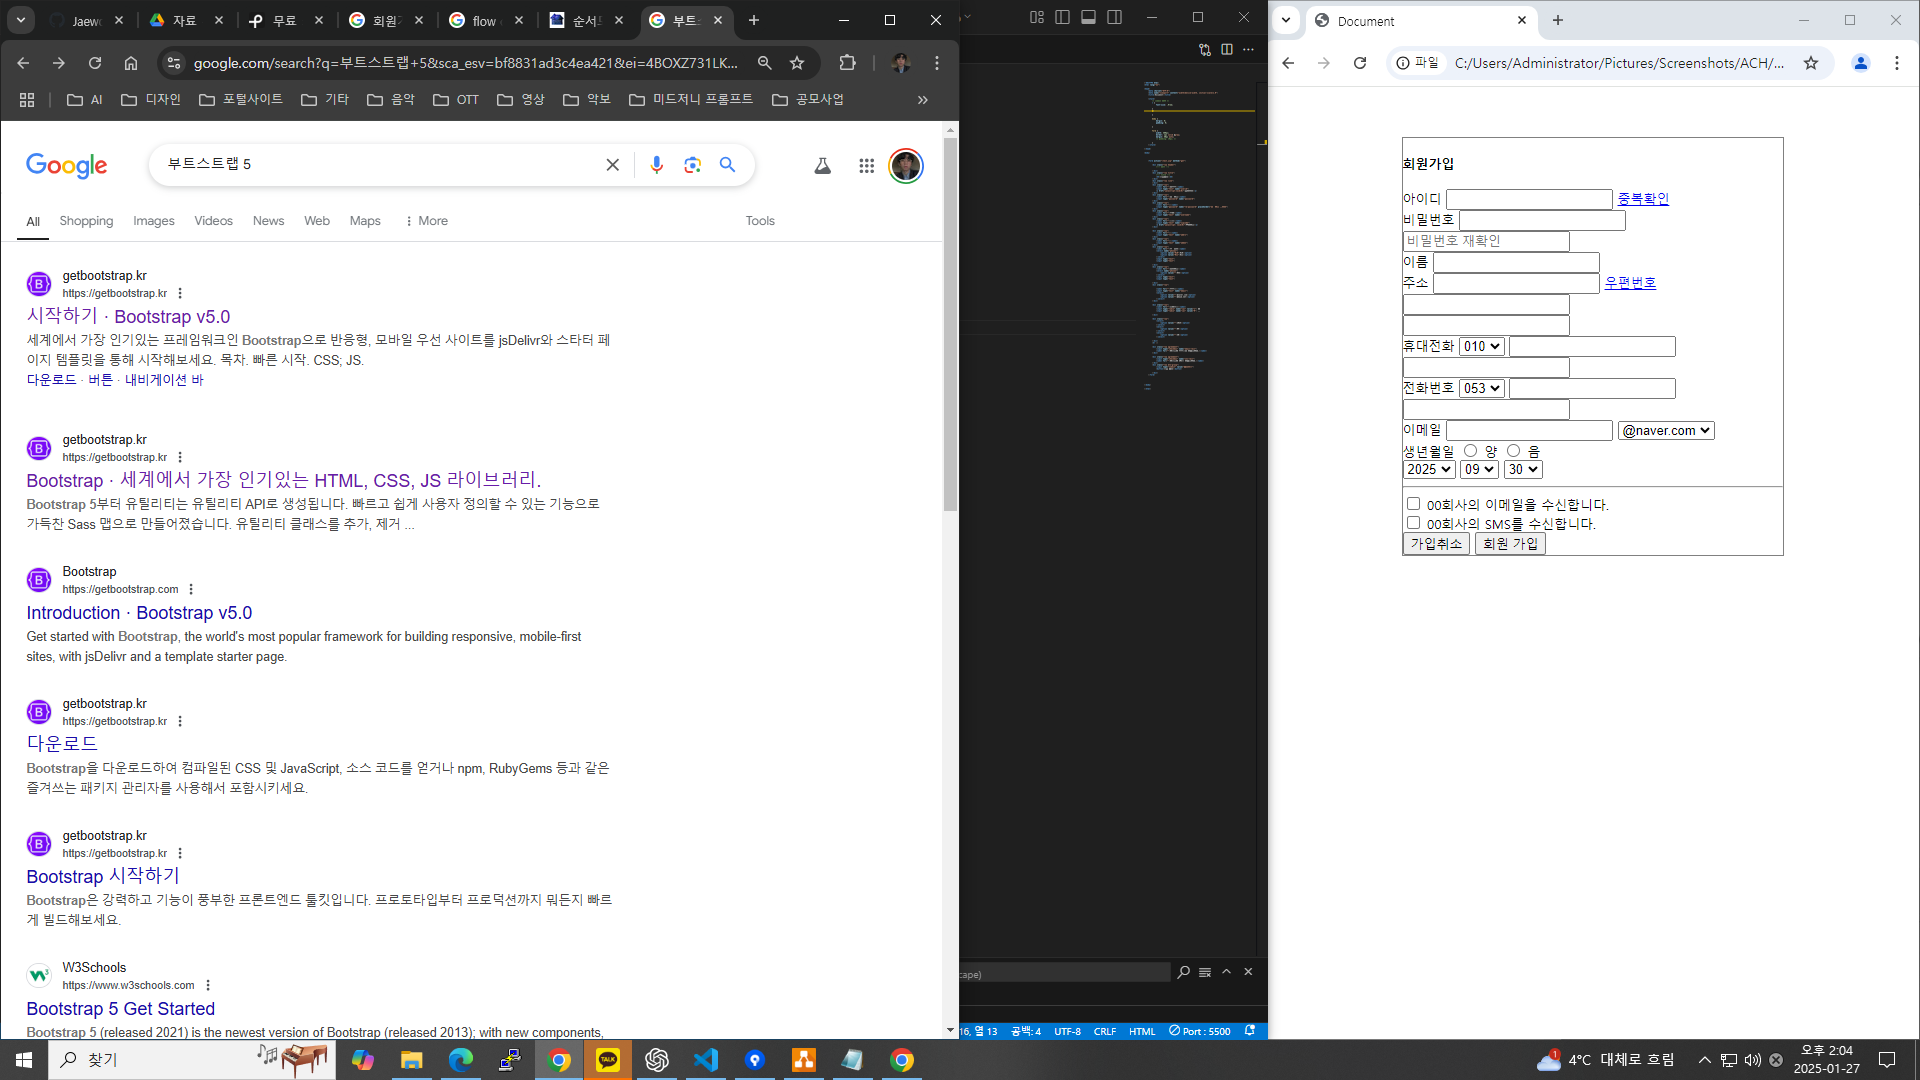 Jaew
자료
무료
회원
flow
순서
부트
google.com/search?q=부트스트랩+5&sca_esv=bf8831ad3c4ea421&ei=4BOXZ731LK...
AI
디자인
포털사이트
기타
음악
OTT
영상
악보
미드저니 프롬프트
공모사업
Google
부트스트랩 5
All
Shopping
Images
Videos
News
Web
Maps
More
Tools
getbootstrap.kr
https://getbootstrap.kr
시작하기 · Bootstrap v5.0
세계에서 가장 인기있는 프레임워크인 Bootstrap으로 반응형, 모바일 우선 사이트를 jsDelivr와 스타터 페
이지 템플릿을 통해 시작해보세요. 목차. 빠른 시작. CSS; JS.
다운로드 · 버튼 · 내비게이션 바
getbootstrap.kr
https://getbootstrap.kr
Bootstrap · 세계에서 가장 인기있는 HTML, CSS, JS 라이브러리.
Bootstrap 5부터 유틸리티는 유틸리티 API로 생성됩니다. 빠르고 쉽게 사용자 정의할 수 있는 기능으로
가득찬 Sass 맵으로 만들어졌습니다. 유틸리티 클래스를 추가, 제거 ...
Bootstrap
https://getbootstrap.com
Introduction · Bootstrap v5.0
Get started with Bootstrap, the world's most popular framework for building responsive, mobile-first
sites, with jsDelivr and a template starter page.
getbootstrap.kr
https://getbootstrap.kr
다운로드
Bootstrap을 다운로드하여 컴파일된 CSS 및 JavaScript, 소스 코드를 얻거나 npm, RubyGems 등과 같은
즐겨쓰는 패키지 관리자를 사용해서 포함시키세요.
getbootstrap.kr
https://getbootstrap.kr
Bootstrap 시작하기
Bootstrap은 강력하고 기능이 풍부한 프론트엔드 툴킷입니다. 프로토타입부터 프로덕션까지 뭐든지 빠르
게 빌드해보세요.
W3Schools
https://www.w3schools.com
Bootstrap 5 Get Started
Bootstrap 5 (released 2021) is the newest version of Bootstrap (released 2013); with new components,
cape)
16, 열 13
공백: 4
UTF-8
CRLF
HTML
Port : 5500
Document
파일
C:/Users/Administrator/Pictures/Screenshots/ACH/...
회원가입
아이디 중복확인
비밀번호
비밀번호 재확인
이름
주소 우편번호
휴대전화 010
전화번호 053
이메일 @naver.com
생년월일 양 음
2025 09 30
00회사의 이메일을 수신합니다.
00회사의 SMS를 수신합니다.
가입취소 회원 가입
찾기
TALK
1
4°C 대체로 흐림
오후 2:04
2025-01-27